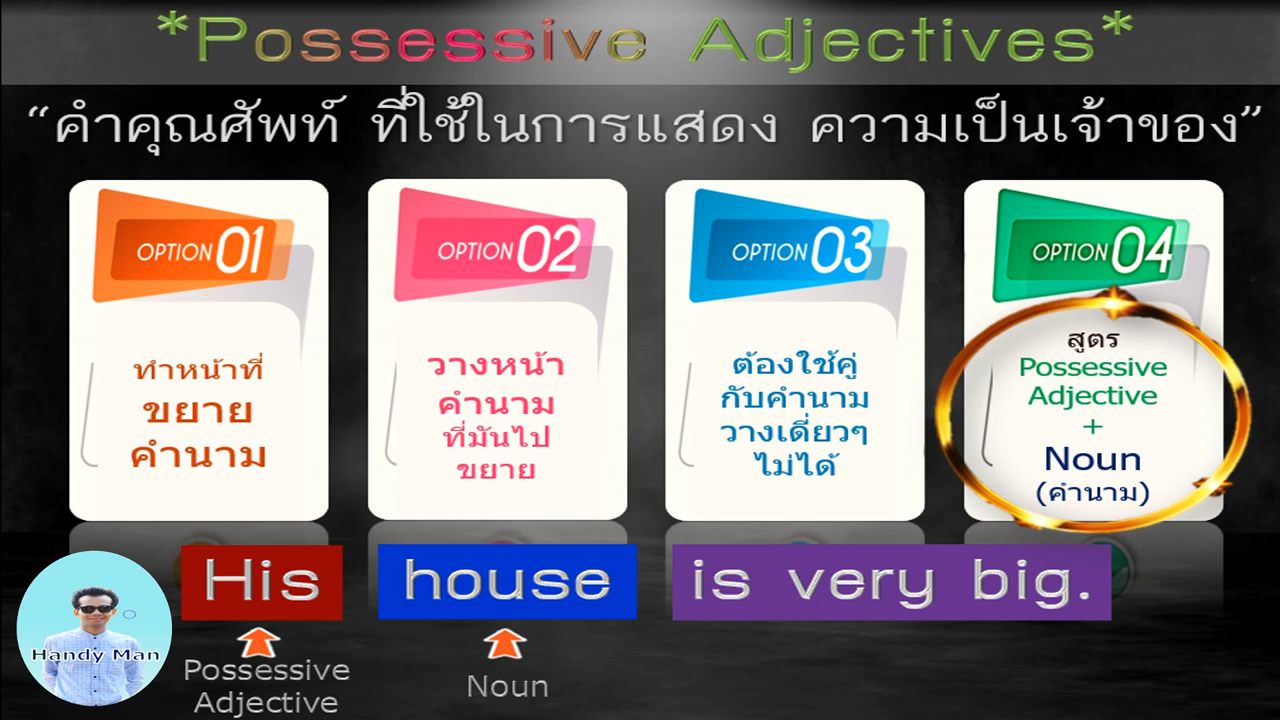 *Possessive Adjectives*
“คำคุณศัพท์ ที่ใช้ในการแสดง ความเป็นเจ้าของ”
OPTION 01
ทำหน้าที่
ขยาย
คำนาม
OPTION 02
วางหน้า
คำนาม
ที่มันไป
ขยาย
OPTION 03
ต้องใช้คู่
กับคำนาม
วางเดี่ยวๆ
ไม่ได้
OPTION 04
สูตร
Possessive
Adjective
+
Noun
(คำนาม)
His house is very big.
Possessive
Adjective
Noun
Handy Man